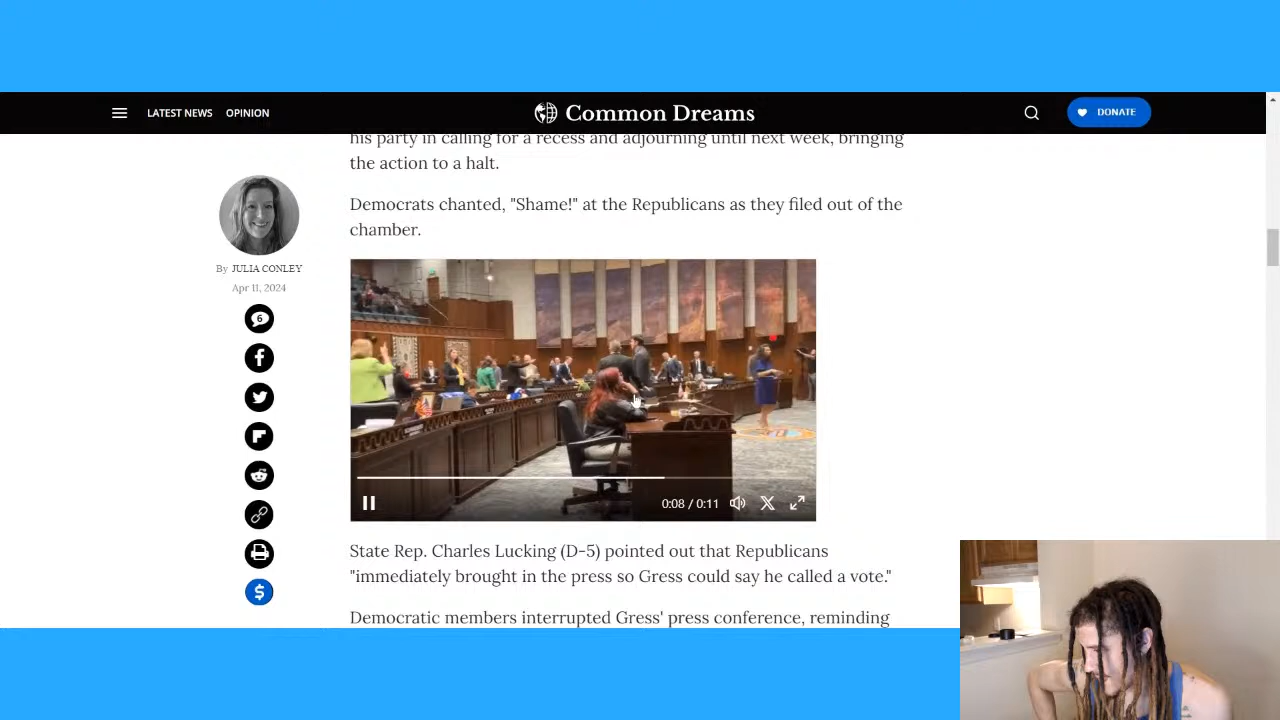 LATEST NEWS
OPINION
Common Dreams
DONATE
his party in calling for a recess and adjourning until next week, bringing
the action to a halt.
Democrats chanted, "Shame!" at the Republicans as they filed out of the
chamber.
By JULIA CONLEY
Apr 11, 2024
6
0:08 / 0:11
State Rep. Charles Lucking (D-5) pointed out that Republicans
"immediately brought in the press so Gress could say he called a vote."
Democratic members interrupted Gress' press conference, reminding